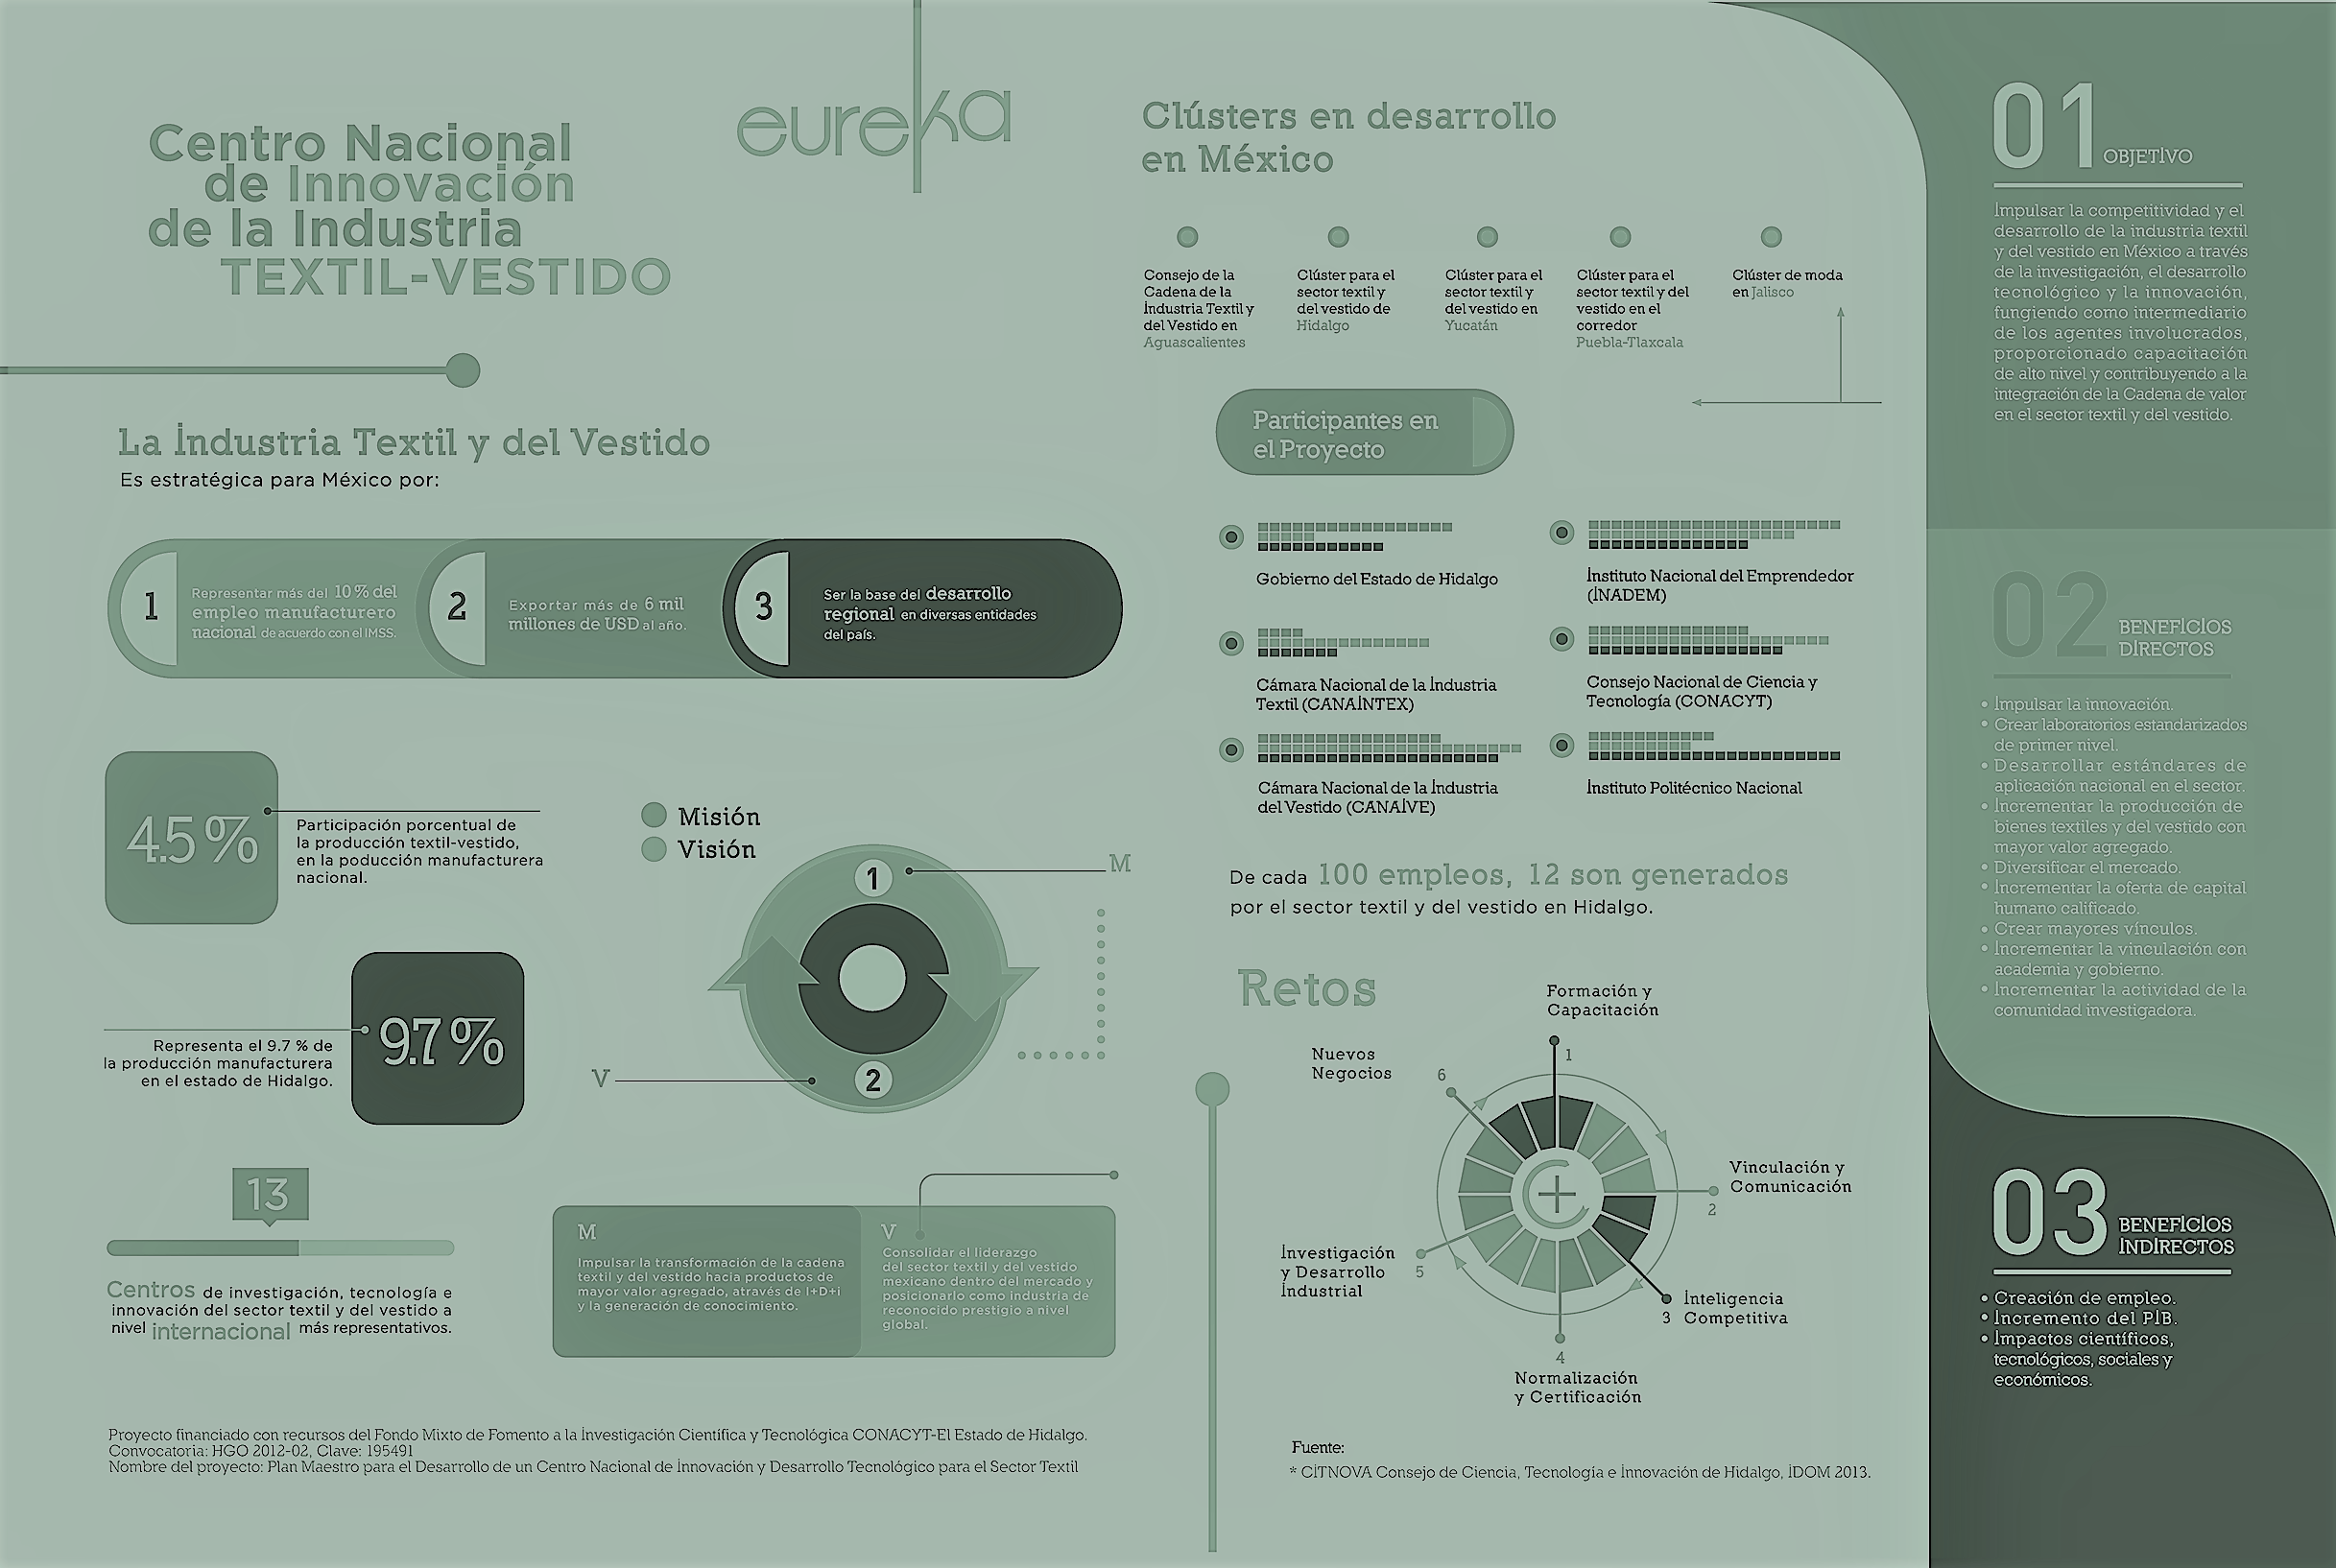 Centro Nacional
de Innovación
de la Industria
TEXTIL-VESTIDO
eureka
La Industria Textil y del Vestido
Es estratégica para México por:
1
Representar más del 10 % del
empleo manufacturero
nacional de acuerdo con el IMSS.
2
Exportar más de 6 mil
millones de USD al año.
3
Ser la base del desarrollo
regional en diversas entidades
del país.
4.5 %
Participación porcentual de
la producción textil-vestido,
en la poducción manufacturera
nacional.
9.7 %
Representa el 9.7 % de
la producción manufacturera
en el estado de Hidalgo.
13
Centros de investigación, tecnología e
innovación del sector textil y del vestido a
nivel internacional más representativos.
Misión
Visión
1
M
2
V
M
Impulsar la transformación de la cadena
textil y del vestido hacia productos de
mayor valor agregado, através de I+D+i
y la generación de conocimiento.
V
Consolidar el liderazgo
del sector textil y del vestido
mexicano dentro del mercado y
posicionarlo como industria de
reconocido prestigio a nivel
global.
Proyecto financiado con recursos del Fondo Mixto de Fomento a la Investigación Científica y Tecnológica CONACYT-El Estado de Hidalgo.
Convocatoria: HGO 2012-02, Clave: 195491
Nombre del proyecto: Plan Maestro para el Desarrollo de un Centro Nacional de Innovación y Desarrollo Tecnológico para el Sector Textil
Clústers en desarrollo
en México
Consejo de la
Cadena de la
Industria Textil y
del Vestido en
Aguascalientes
Clúster para el
sector textil y
del vestido de
Hidalgo
Clúster para el
sector textil y
del vestido en
Yucatán
Clúster para el
sector textil y del
vestido en el
corredor
Puebla-Tlaxcala
Clúster de moda
en Jalisco
Participantes en
el Proyecto
Gobierno del Estado de Hidalgo
Instituto Nacional del Emprendedor
(INADEM)
Cámara Nacional de la Industria
Textil (CANAINTEX)
Consejo Nacional de Ciencia y
Tecnología (CONACYT)
Cámara Nacional de la Industria
del Vestido (CANAIVE)
Instituto Politécnico Nacional
De cada 100 empleos, 12 son generados
por el sector textil y del vestido en Hidalgo.
Retos
Formación y
Capacitación
1
Vinculación y
Comunicación
2
Inteligencia
3 Competitiva
4
Normalización
y Certificación
Investigación
y Desarrollo
Industrial
5
Nuevos
Negocios
6
Fuente:
* CITNOVA Consejo de Ciencia, Tecnología e Innovación de Hidalgo, IDOM 2013.
01 OBJETIVO
Impulsar la competitividad y el
desarrollo de la industria textil
y del vestido en México a través
de la investigación, el desarrollo
tecnológico y la innovación,
fungiendo como intermediario
de los agentes involucrados,
proporcionado capacitación
de alto nivel y contribuyendo a la
integración de la Cadena de valor
en el sector textil y del vestido.
02 BENEFICIOS
DIRECTOS
• Impulsar la innovación.
• Crear laboratorios estandarizados
de primer nivel.
• Desarrollar estándares de
aplicación nacional en el sector.
• Incrementar la producción de
bienes textiles y del vestido con
mayor valor agregado.
• Diversificar el mercado.
• Incrementar la oferta de capital
humano calificado.
• Crear mayores vínculos.
• Incrementar la vinculación con
academia y gobierno.
• Incrementar la actividad de la
comunidad investigadora.
03 BENEFICIOS
INDIRECTOS
• Creación de empleo.
• Incremento del PIB.
• Impactos científicos,
tecnológicos, sociales y
económicos.